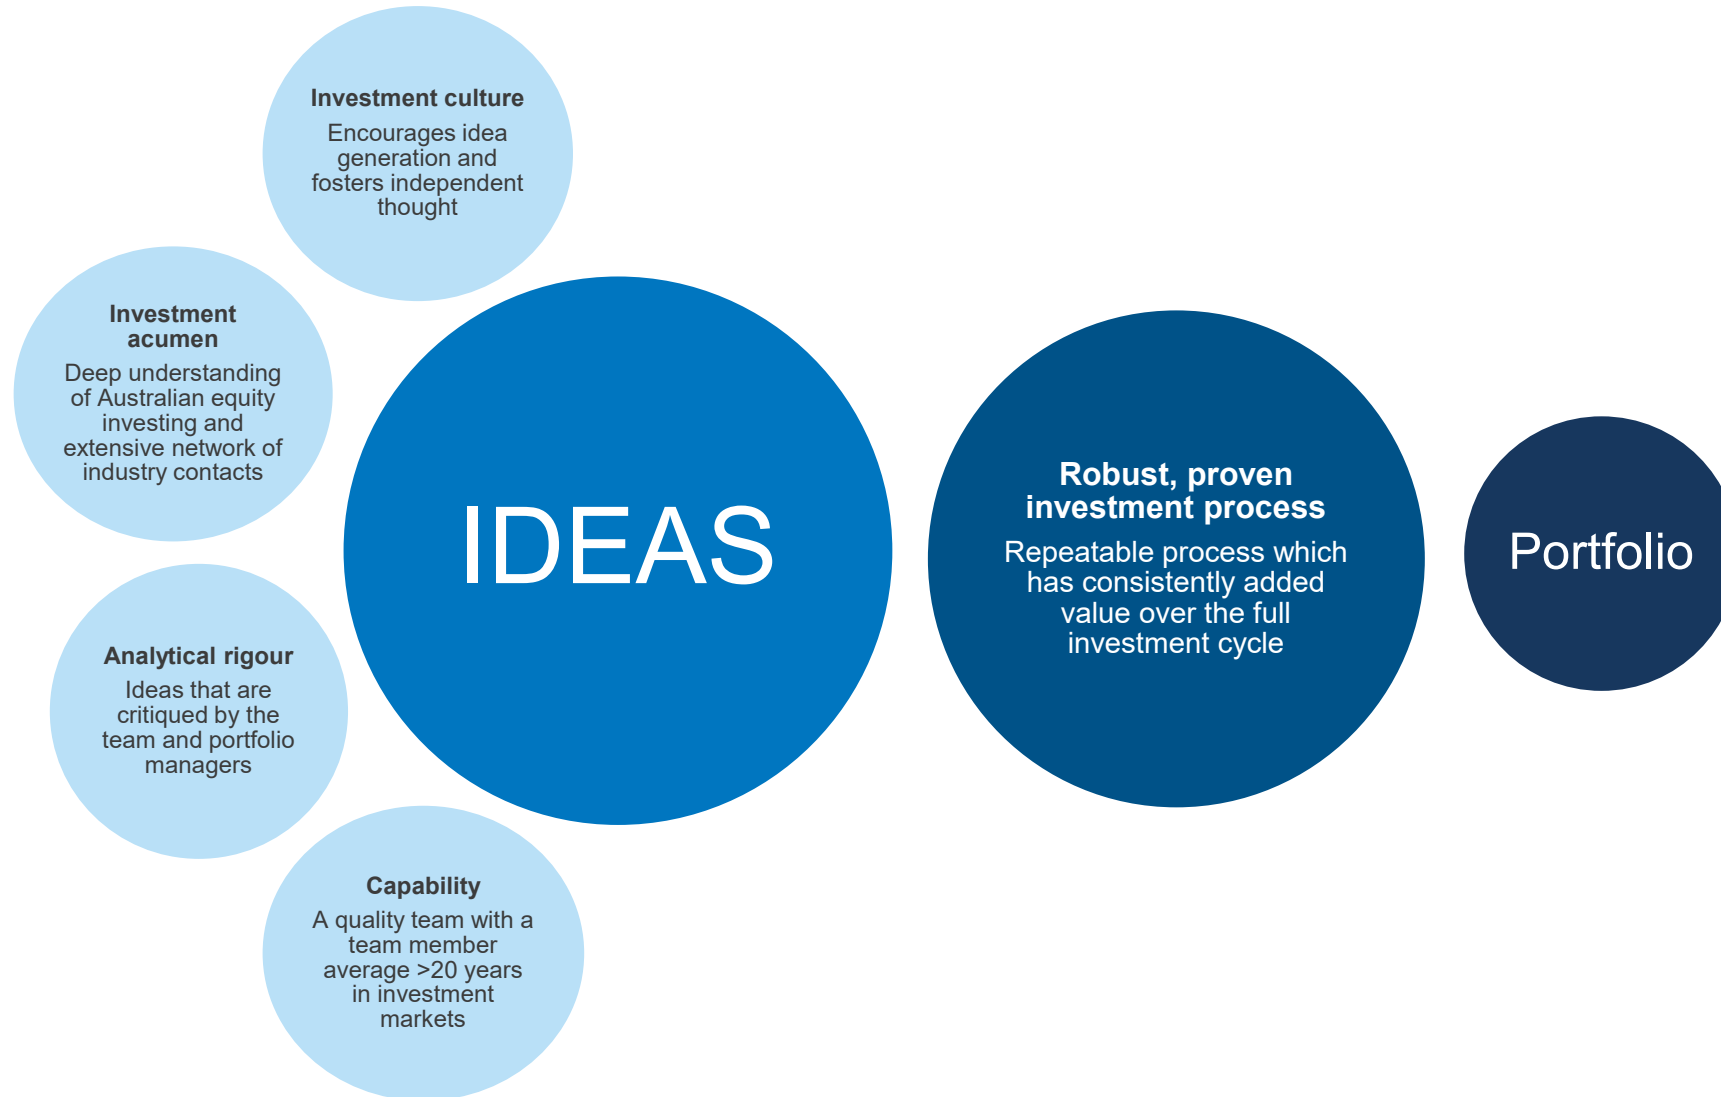 Investment culture
Encourages idea
generation and
fosters independent
thought
Investment
acumen
Deep understanding
of Australian equity
investing and
extensive network of
industry contacts
Analytical rigour
Ideas that are
critiqued by the
team and portfolio
managers
Capability
A quality team with a
team member
average >20 years
in investment
markets
IDEAS
Robust, proven
investment process
Repeatable process which
has consistently added
value over the full
investment cycle
Portfolio